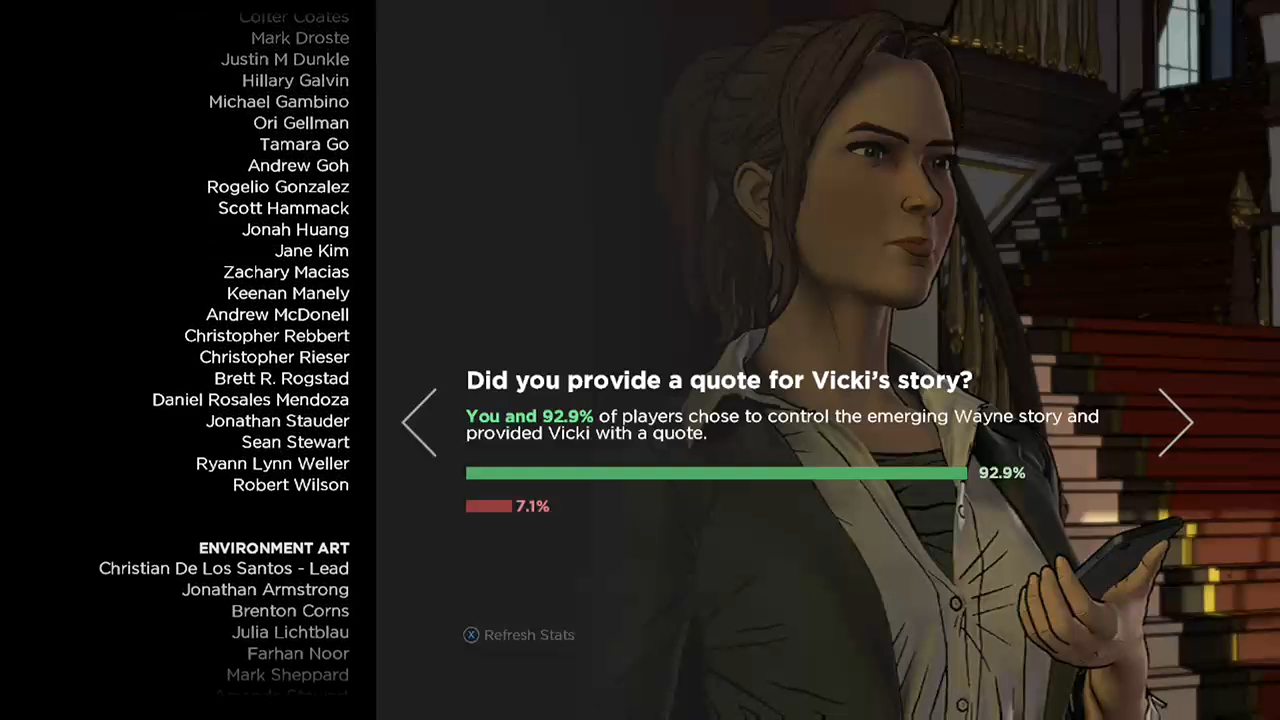 Colter Coates
Mark Droste
Justin M Dunkle
Hillary Galvin
Michael Gambino
Ori Gellman
Tamara Go
Andrew Goh
Rogelio Gonzalez
Scott Hammack
Jonah Huang
Jane Kim
Zachary Macias
Keenan Manely
Andrew McDonell
Christopher Rebbert
Christopher Rieser
Brett R. Rogstad
Daniel Rosales Mendoza
Jonathan Stauder
Sean Stewart
Ryann Lynn Weller
Robert Wilson
ENVIRONMENT ART
Christian De Los Santos - Lead
Jonathan Armstrong
Brenton Corns
Julia Lichtblau
Farhan Noor
Mark Sheppard
Did you provide a quote for Vicki's story?
You and 92.9% of players chose to control the emerging Wayne story and
provided Vicki with a quote.
92.9%
7.1%
X Refresh Stats